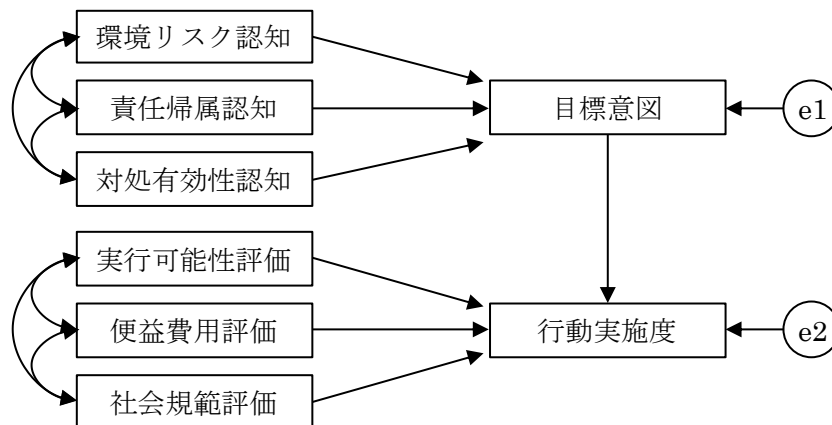 環境リスク認知
責任帰属認知
対処有効性認知
目標意図
e1
実行可能性評価
便益費用評価
社会規範評価
行動実施度
e2